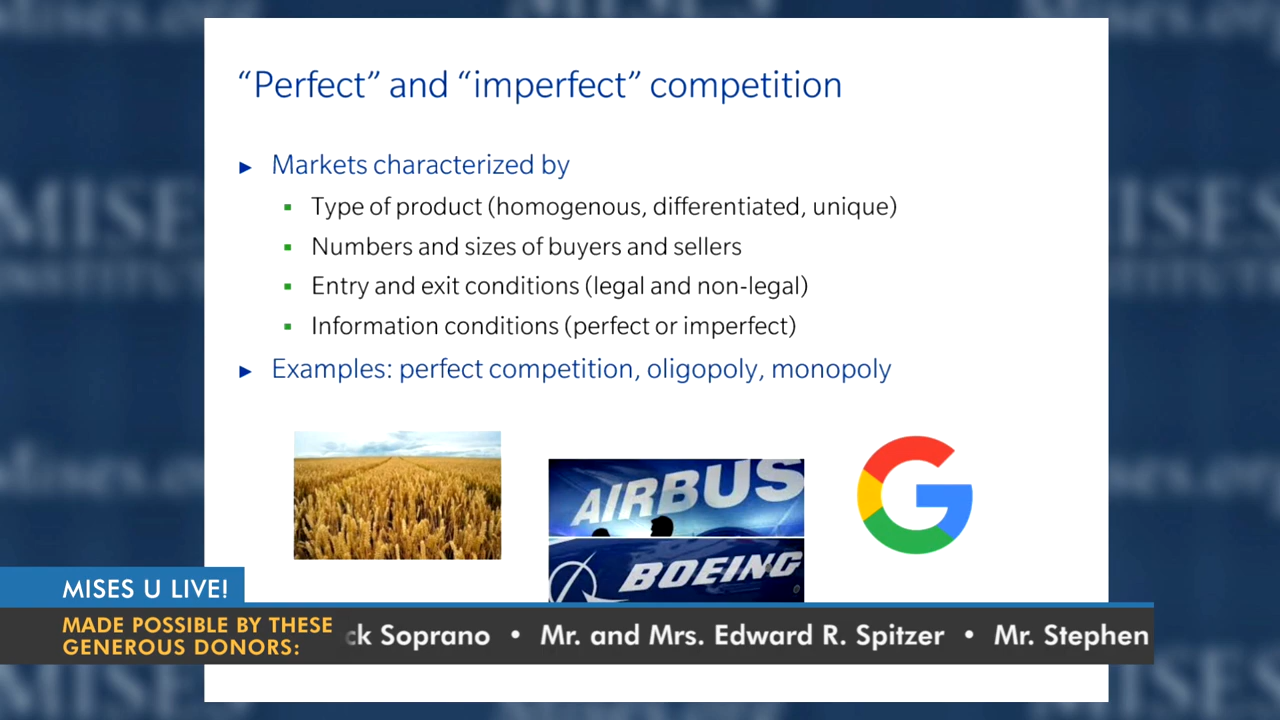 “Perfect” and “imperfect” competition
► Markets characterized by
▪ Type of product (homogenous, differentiated, unique)
▪ Numbers and sizes of buyers and sellers
▪ Entry and exit conditions (legal and non-legal)
▪ Information conditions (perfect or imperfect)
► Examples: perfect competition, oligopoly, monopoly
AIRBUS
BOEING
G
MISES U LIVE!
MADE POSSIBLE BY THESE
GENEROUS DONORS:
ck Soprano • Mr. and Mrs. Edward R. Spitzer • Mr. Stephen